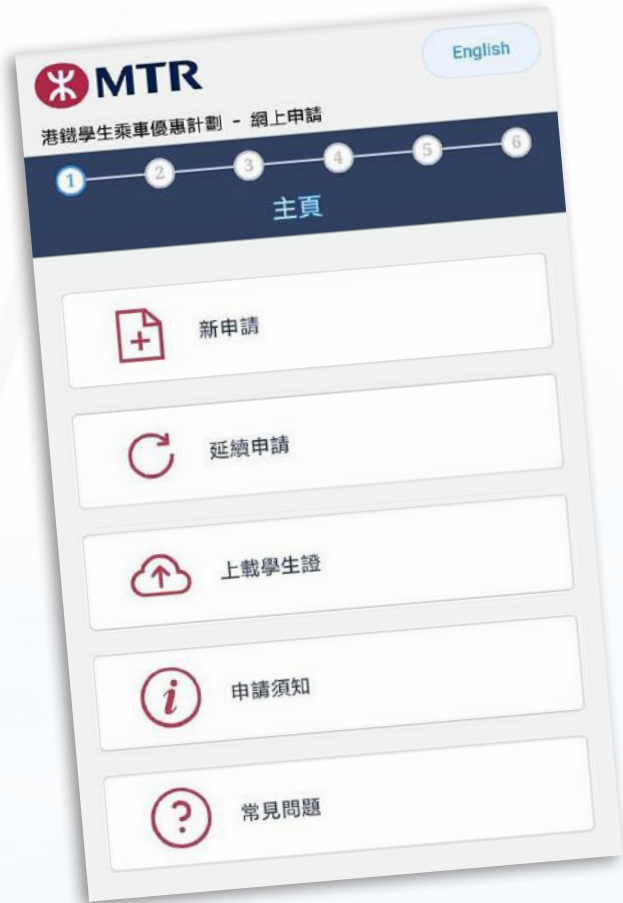 MTR
English
港鐵學生乘車優惠計劃 - 網上申請
1 2 3 4 5 6
主頁
新申請
延續申請
上載學生證
申請須知
常見問題